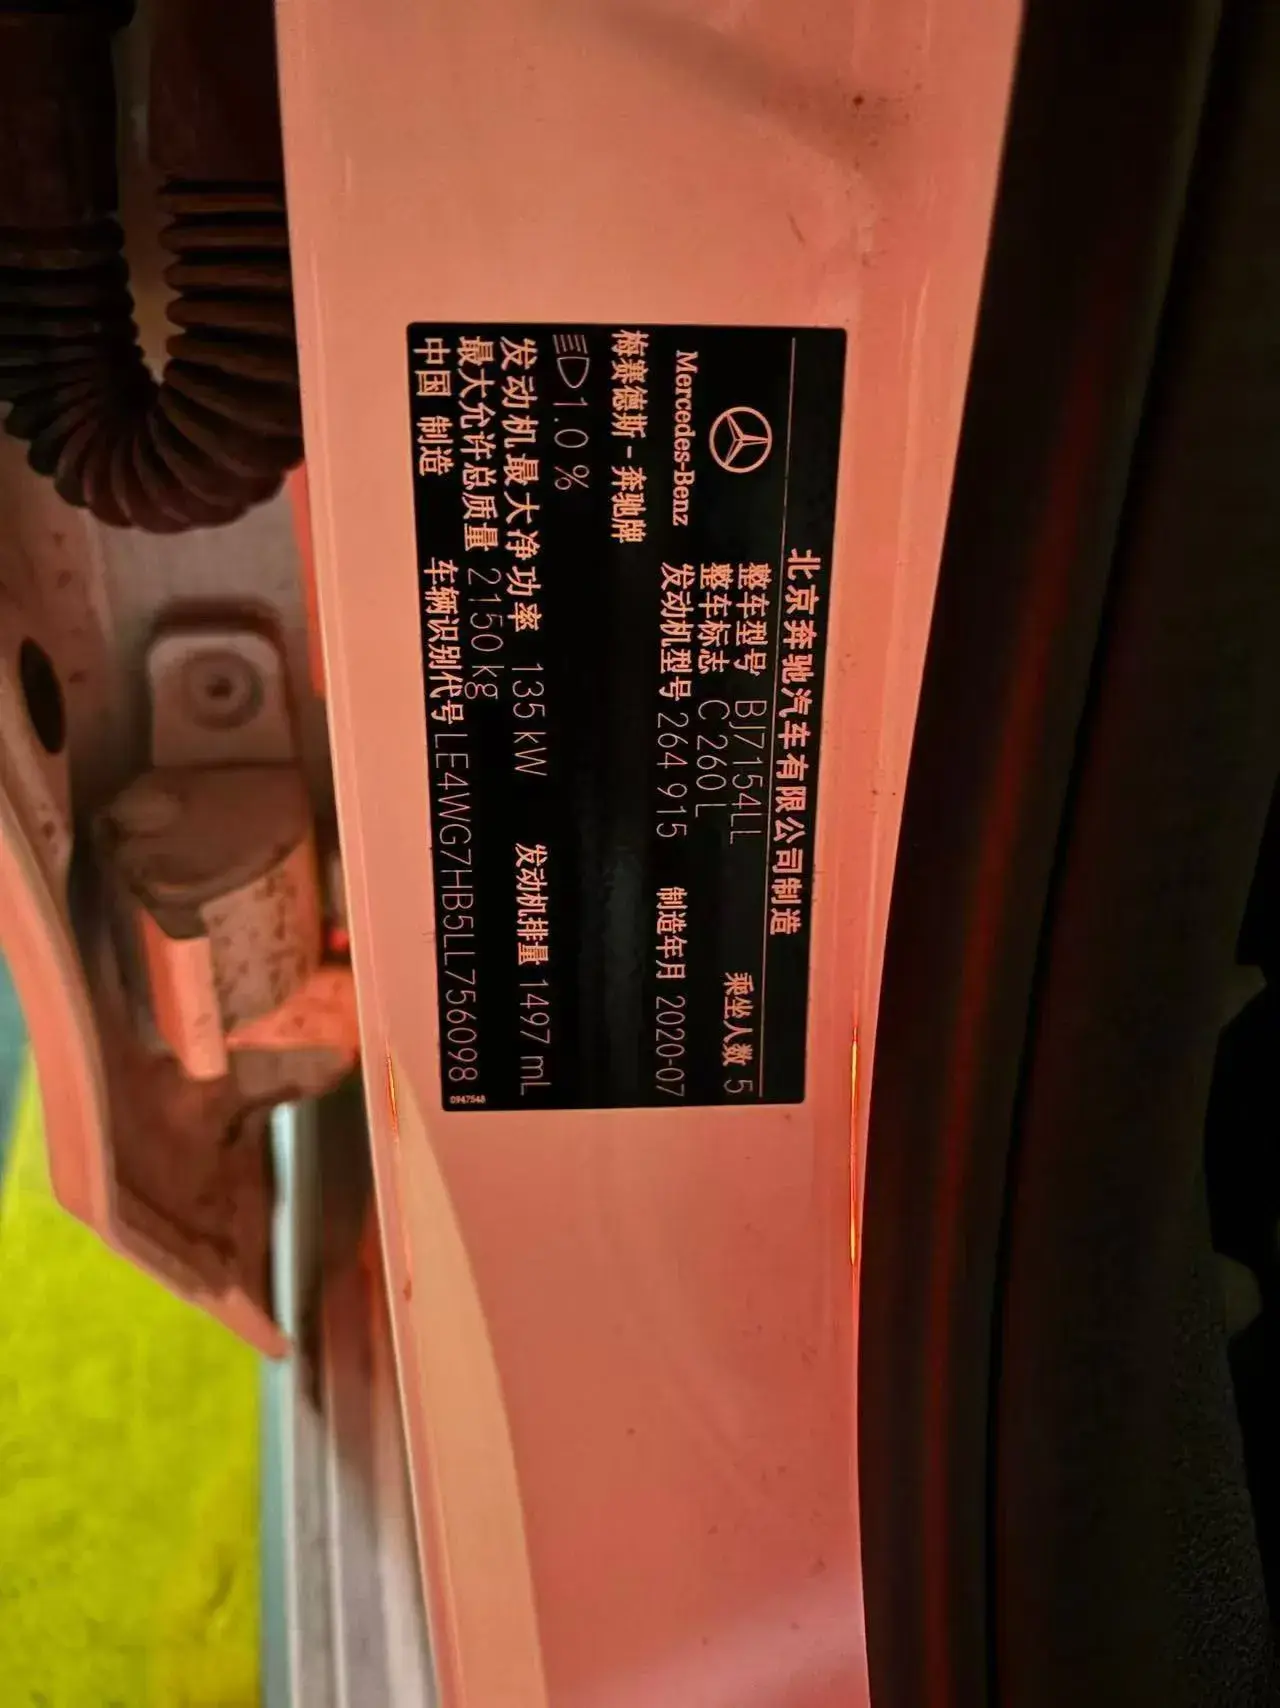 北京奔驰汽车有限公司制造
Mercedes-Benz
整车型号 BJ7154LL 乘坐人数 5
整车标志 C 260 L
发动机型号 264 915 制造年月 2020-07
梅赛德斯-奔驰牌
1.0 %
发动机最大净功率 135 kW 发动机排量 1497 mL
最大允许总质量 2150 kg
中国 制造 车辆识别代号 LE4WG7HB5LL756098
0947548